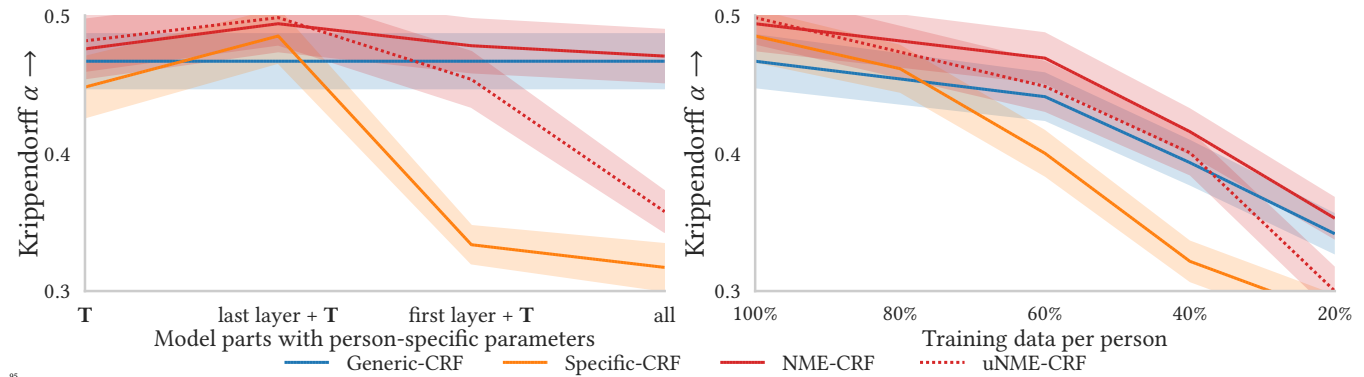 0.5
0.4
0.3
Krippendorff α →
T
last layer + T
first layer + T
all
Model parts with person-specific parameters
0.5
0.4
0.3
Krippendorff α →
100%
80%
60%
40%
20%
Training data per person
Generic-CRF
Specific-CRF
NME-CRF
uNME-CRF
95